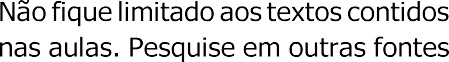 Não fique limitado aos textos contidos
nas aulas. Pesquise em outras fontes